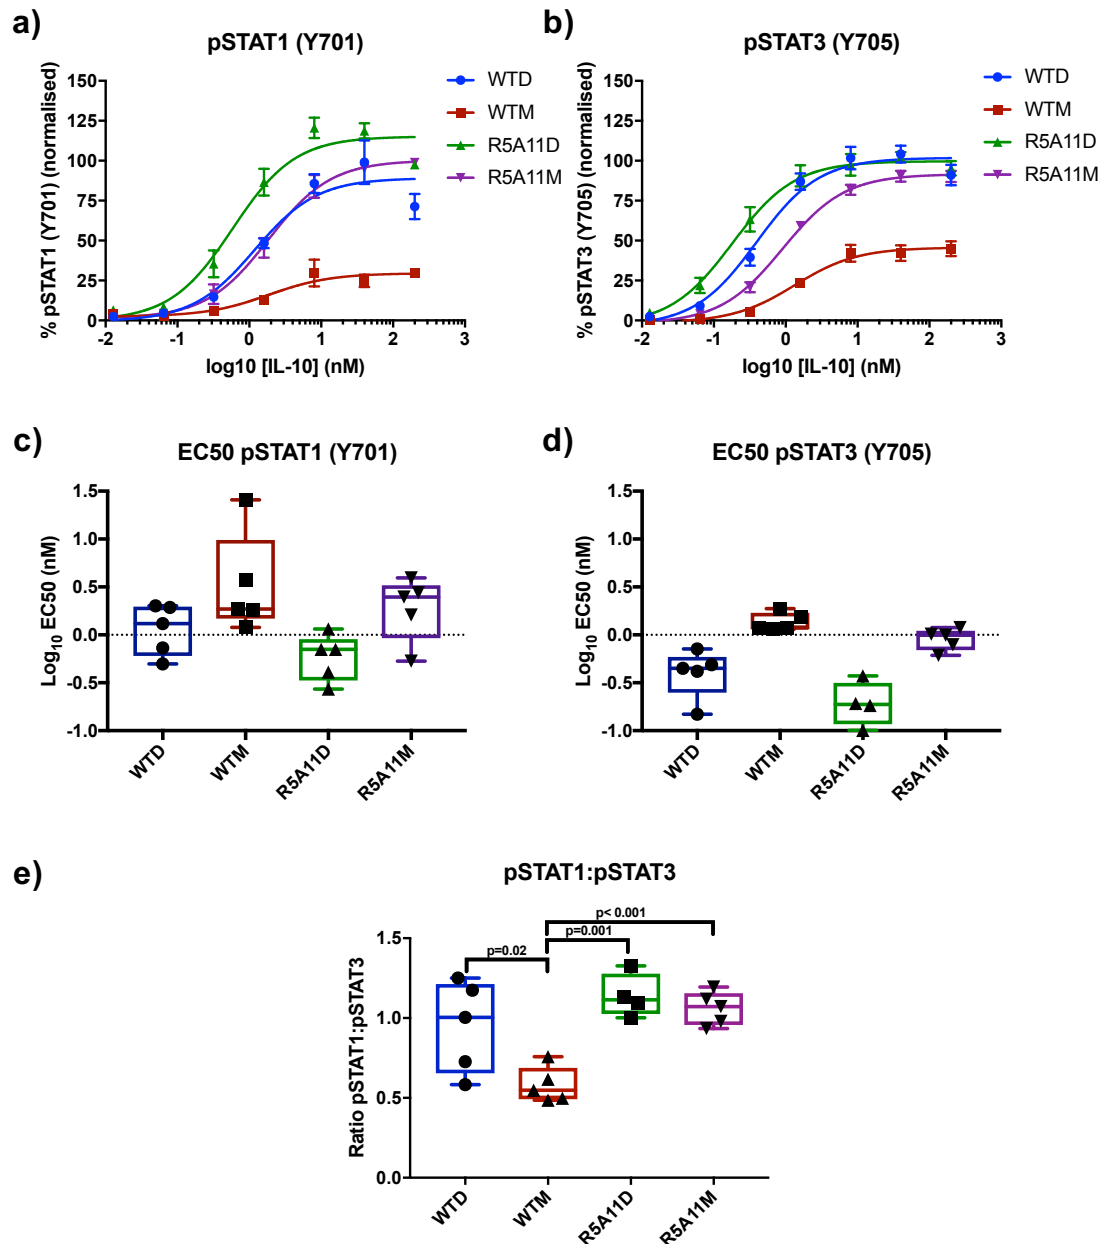 a)
pSTAT1 (Y701)
% pSTAT1 (Y701) (normalised)
150
125
100
75
50
25
0
-2
-1
0
1
2
3
log10 [IL-10] (nM)
WTD
WTM
R5A11D
R5A11M
b)
pSTAT3 (Y705)
% pSTAT3 (Y705) (normalised)
150
125
100
75
50
25
0
-2
-1
0
1
2
3
log10 [IL-10] (nM)
WTD
WTM
R5A11D
R5A11M
c)
EC50 pSTAT1 (Y701)
Log10 EC50 (nM)
1.5
1.0
0.5
0.0
-0.5
-1.0
WTD
WTM
R5A11D
R5A11M
d)
EC50 pSTAT3 (Y705)
Log10 EC50 (nM)
1.5
1.0
0.5
0.0
-0.5
-1.0
WTD
WTM
R5A11D
R5A11M
e)
pSTAT1:pSTAT3
Ratio pSTAT1:pSTAT3
1.5
1.0
0.5
0.0
p< 0.001
p=0.001
p=0.02
WTD
WTM
R5A11D
R5A11M